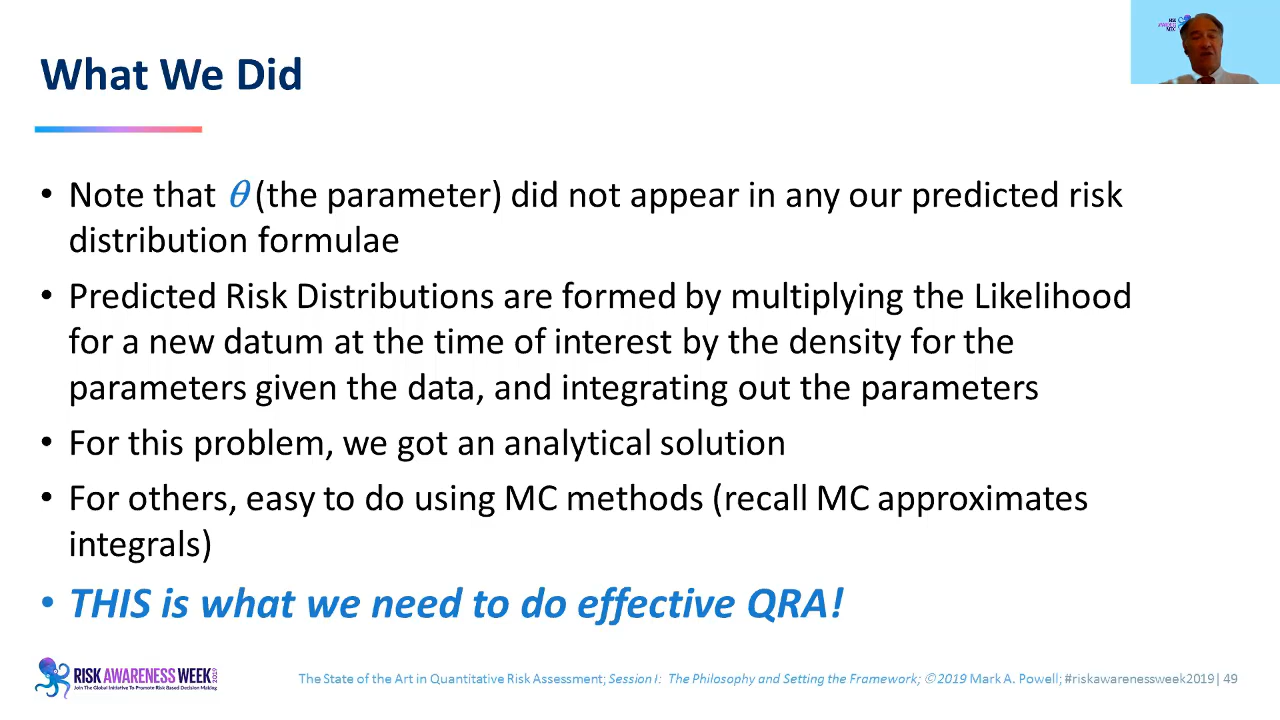 What We Did
• Note that θ (the parameter) did not appear in any our predicted risk
distribution formulae
• Predicted Risk Distributions are formed by multiplying the Likelihood
for a new datum at the time of interest by the density for the
parameters given the data, and integrating out the parameters
• For this problem, we got an analytical solution
• For others, easy to do using MC methods (recall MC approximates
integrals)
• THIS is what we need to do effective QRA!
RISK AWARENESS WEEK 2019
Join The Global Initiative To Promote Risk Based Decision Making
The State of the Art in Quantitative Risk Assessment; Session I: The Philosophy and Setting the Framework; ©2019 Mark A. Powell; #riskawarenessweek2019| 49